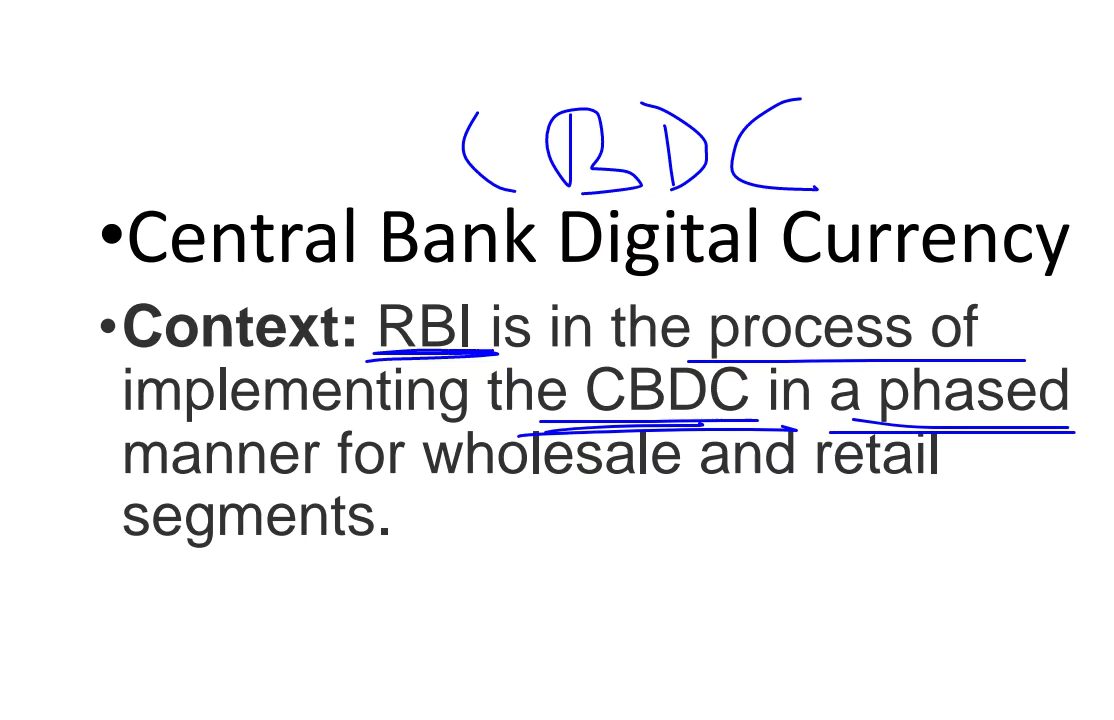 CBDC
•Central Bank Digital Currency
•Context: RBI is in the process of
implementing the CBDC in a phased
manner for wholesale and retail
segments.